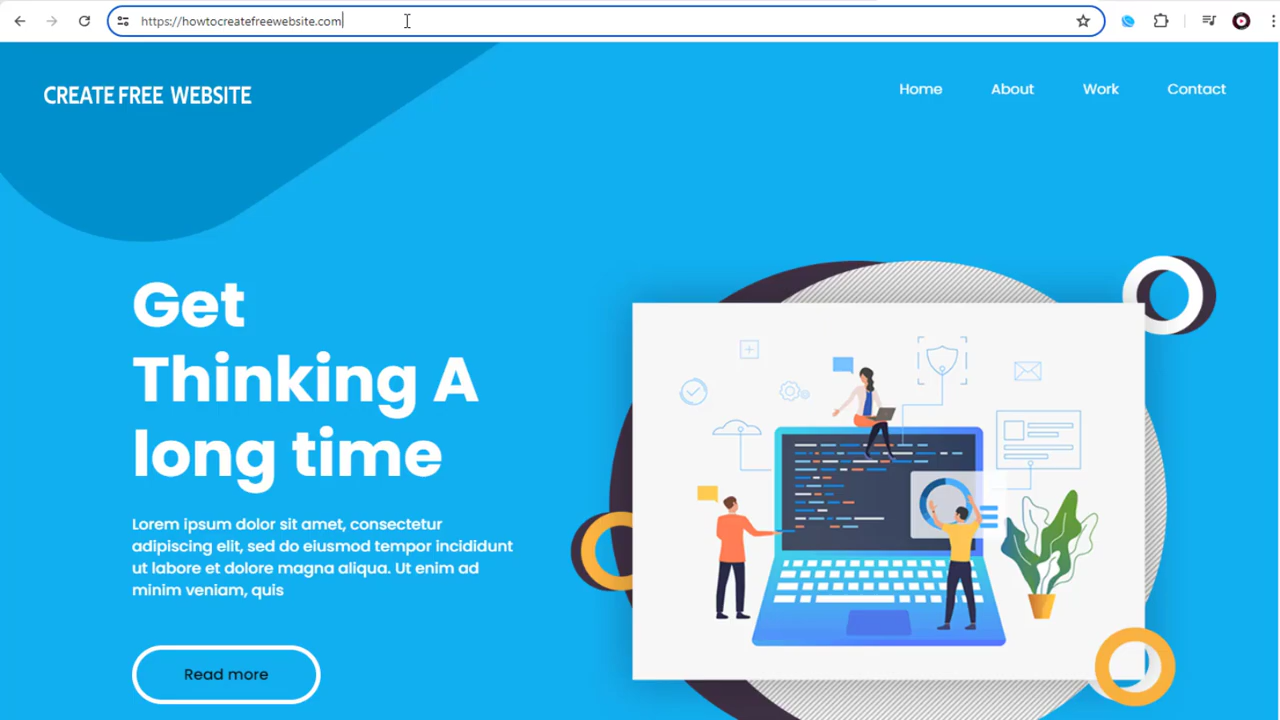 https://howtocreatefreewebsite.com
CREATE FREE WEBSITE
Home
About
Work
Contact
Get
Thinking A
long time
Lorem ipsum dolor sit amet, consectetur
adipiscing elit, sed do eiusmod tempor incididunt
ut labore et dolore magna aliqua. Ut enim ad
minim veniam, quis
Read more